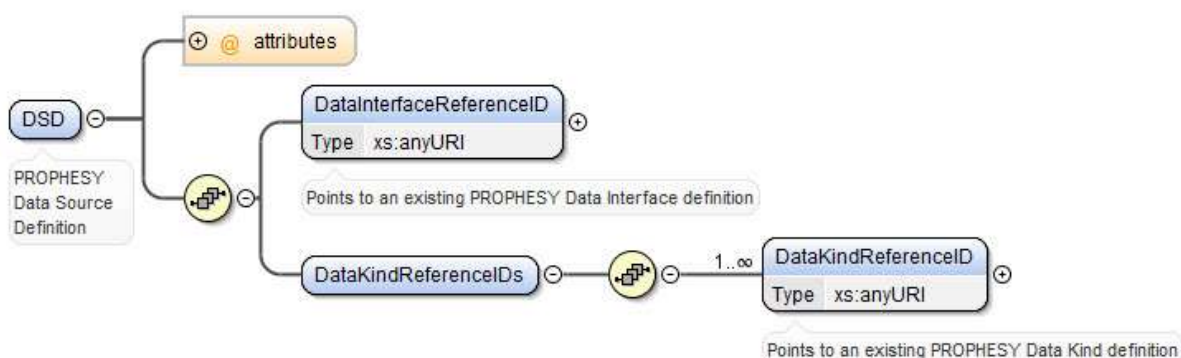 @ attributes
DSD
PROPHESY
Data Source
Definition
DataInterfaceReferenceID
Type xs:anyURI
Points to an existing PROPHESY Data Interface definition
DataKindReferenceIDs
1..∞
DataKindReferenceID
Type xs:anyURI
Points to an existing PROPHESY Data Kind definition